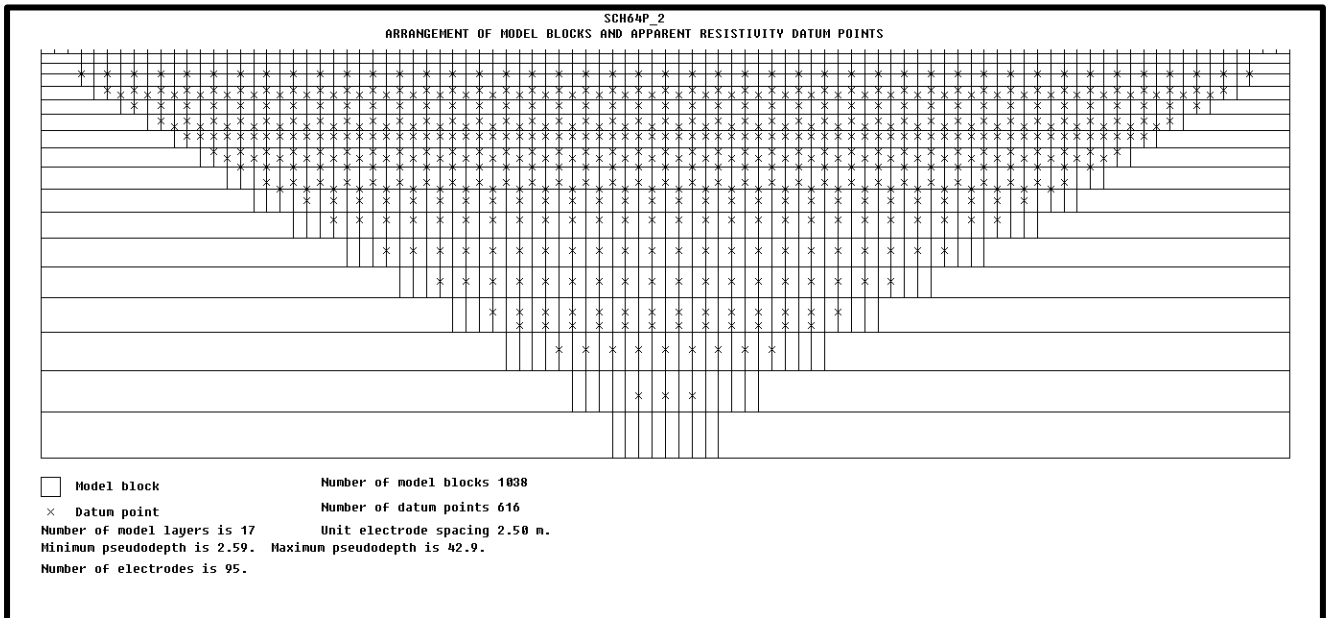 SCH64P_2
ARRANGEMENT OF MODEL BLOCKS AND APPARENT RESISTIVITY DATUM POINTS
Model block
Number of model blocks 1038
Datum point
Number of datum points 616
Number of model layers is 17
Unit electrode spacing 2.50 m.
Minimum pseudodepth is 2.59. Maximum pseudodepth is 42.9.
Number of electrodes is 95.